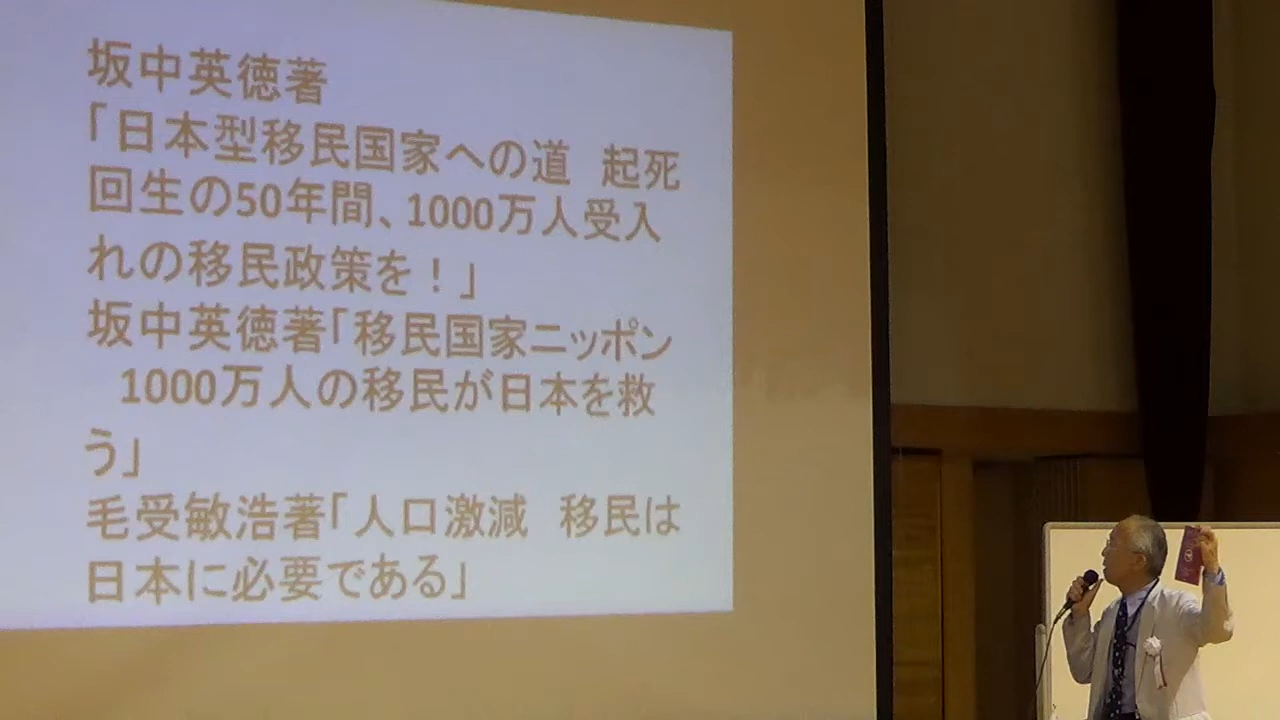 坂中英徳著
「日本型移民国家への道　起死
回生の50年間、1000万人受入
れの移民政策を！」
坂中英徳著「移民国家ニッポン
　1000万人の移民が日本を救
う」
毛受敏浩著「人口激減　移民は
日本に必要である」